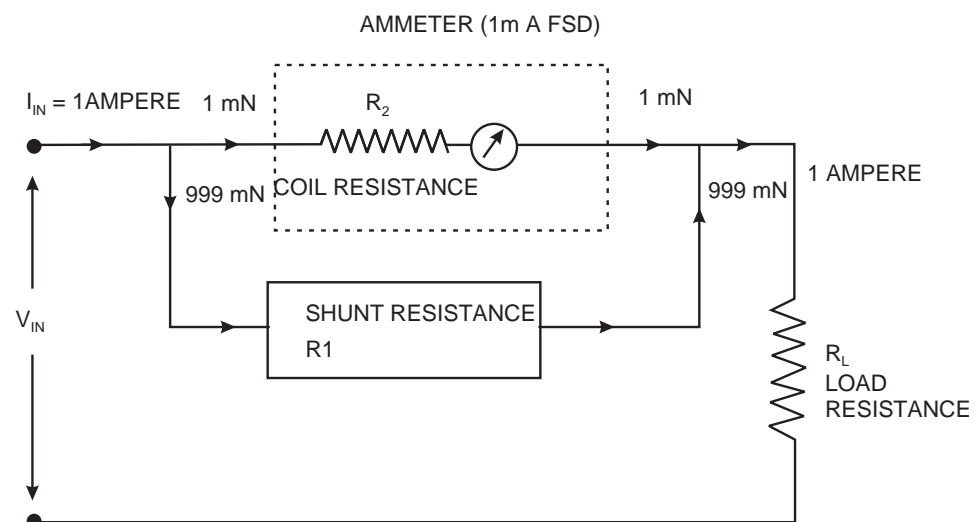 AMMETER (1m A FSD)
I_IN = 1AMPERE
1 mN
R_2
1 mN
999 mN
COIL RESISTANCE
999 mN
1 AMPERE
V_IN
SHUNT RESISTANCE
R1
R_L
LOAD
RESISTANCE